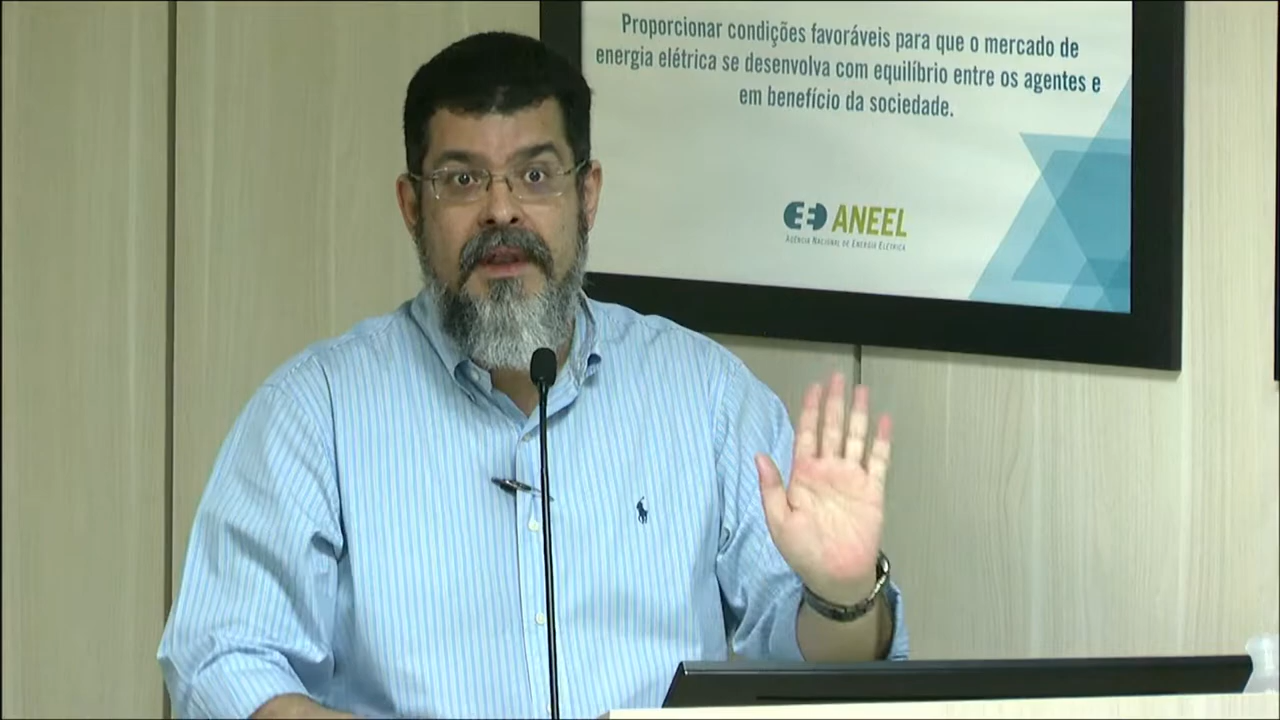 Proporcionar condições favoráveis para que o mercado de
energia elétrica se desenvolva com equilíbrio entre os agentes e
em benefício da sociedade.
ANEEL
AGÊNCIA NACIONAL DE ENERGIA ELÉTRICA